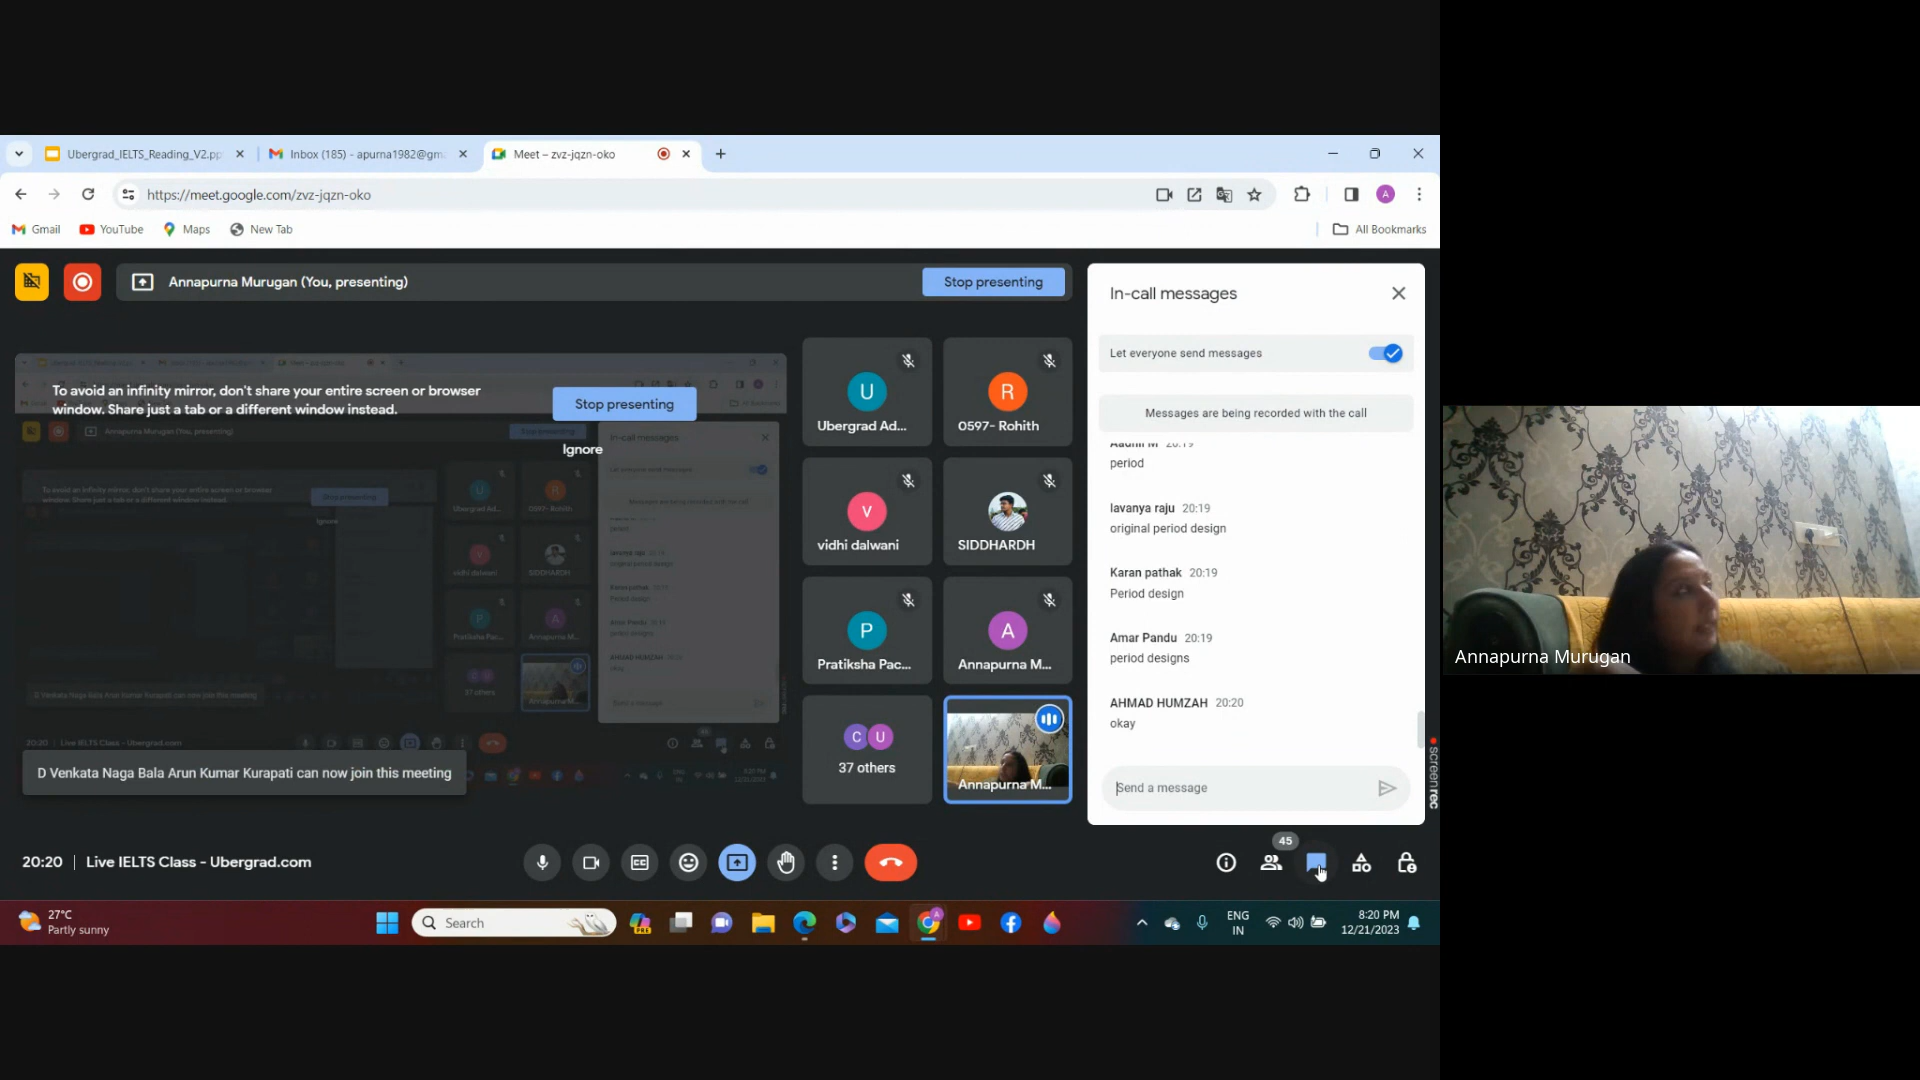 Ubergrad_IELTS_Reading_V2.pp
Inbox (185) - apurna1982@gm
Meet – zvz-jqzn-oko
https://meet.google.com/zvz-jqzn-oko
A
Gmail
YouTube
Maps
New Tab
All Bookmarks
Annapurna Murugan (You, presenting)
Stop presenting
In-call messages
Let everyone send messages
Messages are being recorded with the call
Aadhil M 20:19
period
lavanya raju 20:19
original period design
Karan pathak 20:19
Period design
Amar Pandu 20:19
period designs
AHMAD HUMZAH 20:20
okay
Send a message
To avoid an infinity mirror, don't share your entire screen or browser
window. Share just a tab or a different window instead.
Stop presenting
Ignore
U
Ubergrad Ad...
R
0597- Rohith
V
vidhi dalwani
SIDDHARDH
P
Pratiksha Pac...
A
Annapurna M...
C U
37 others
Annapurna M...
D Venkata Naga Bala Arun Kumar Kurapati can now join this meeting
screenrec
20:20 | Live IELTS Class - Ubergrad.com
45
27°C
Partly sunny
Search
ENG
IN
8:20 PM
12/21/2023
Annapurna Murugan